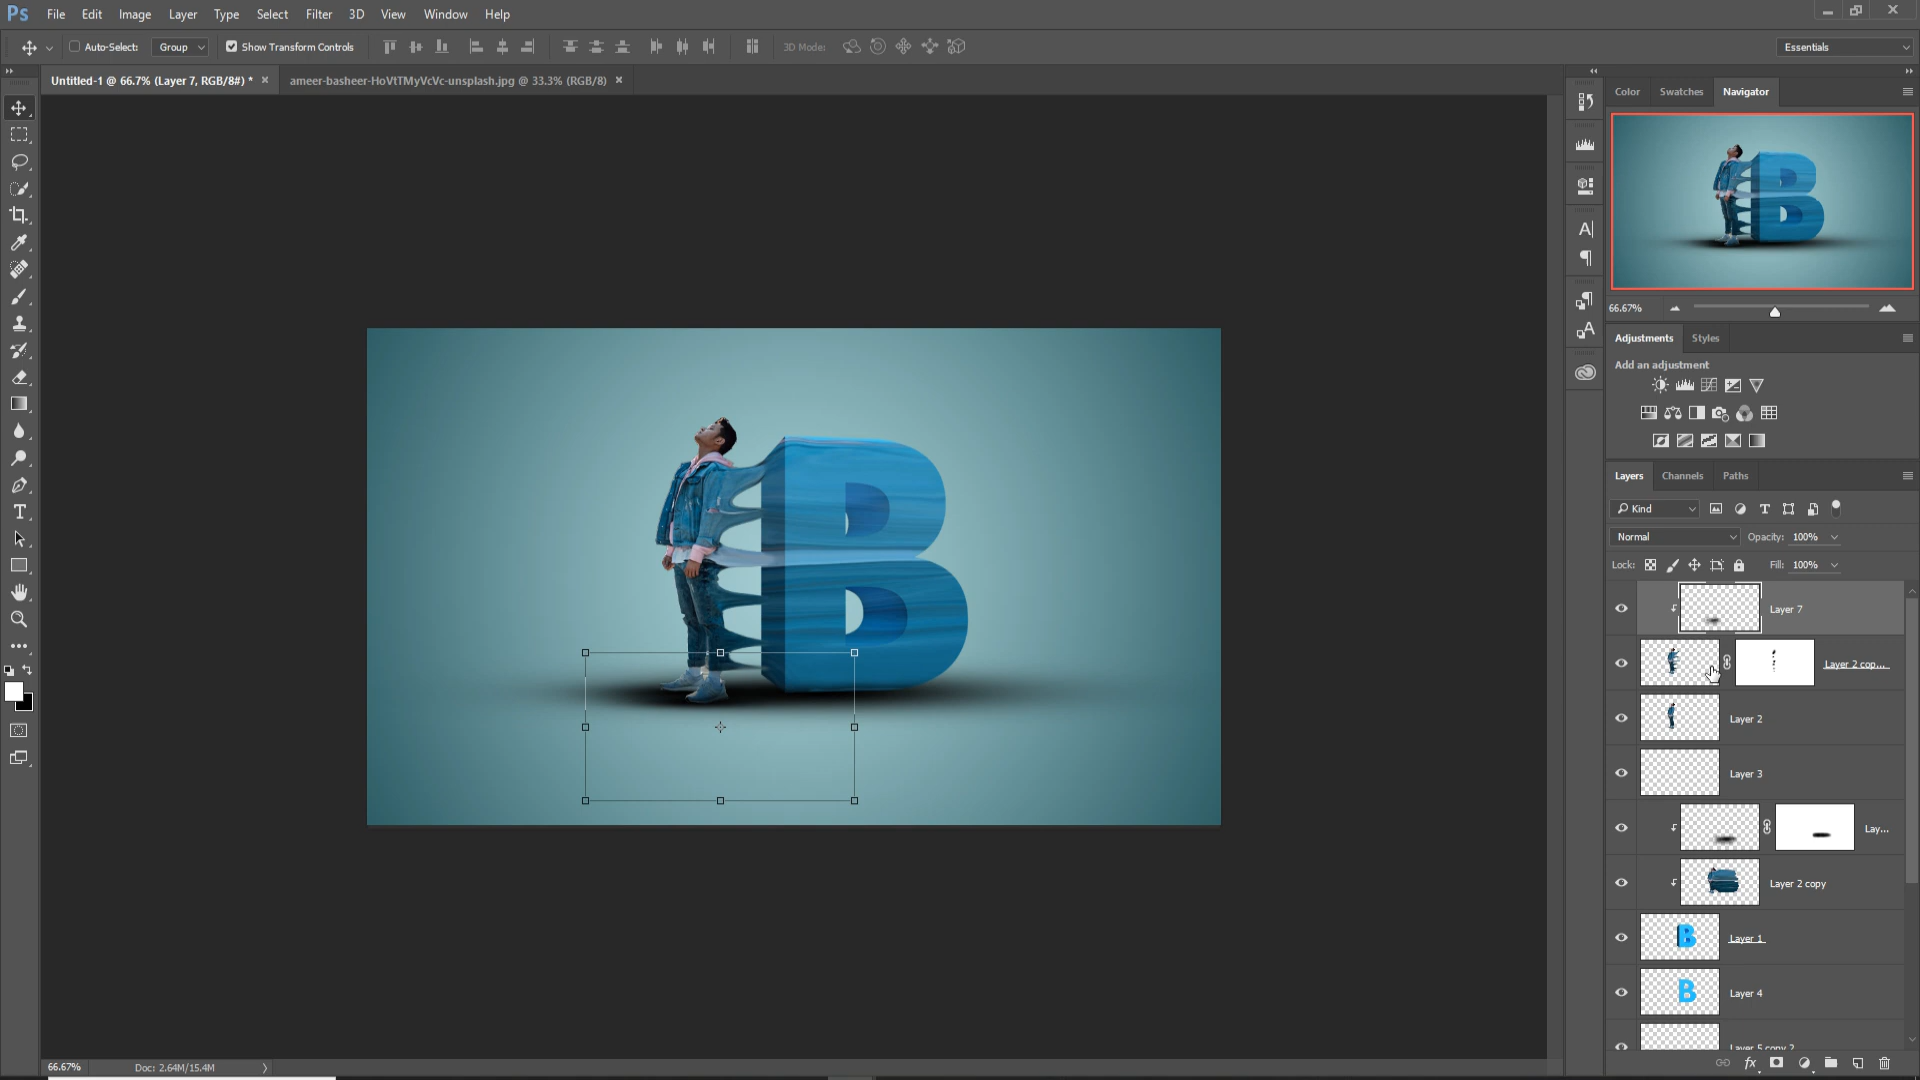 Ps File Edit Image Layer Type Select Filter 3D View Window Help
Auto-Select: Group Show Transform Controls 3D Mode: Essentials
Untitled-1 @ 66.7% (Layer 7, RGB/8#) * × ameer-basheer-HoVtTMyVcVc-unsplash.jpg @ 33.3% (RGB/8) ×
Color Swatches Navigator
66.67%
Adjustments Styles
Add an adjustment
Layers Channels Paths
Kind
Normal Opacity: 100%
Lock: Fill: 100%
Layer 7
Layer 2 cop...
Layer 2
Layer 3
Lay...
Layer 2 copy
Layer 1
Layer 4
Layer 5 copy 2
B
66.67% Doc: 2.64M/15.4M